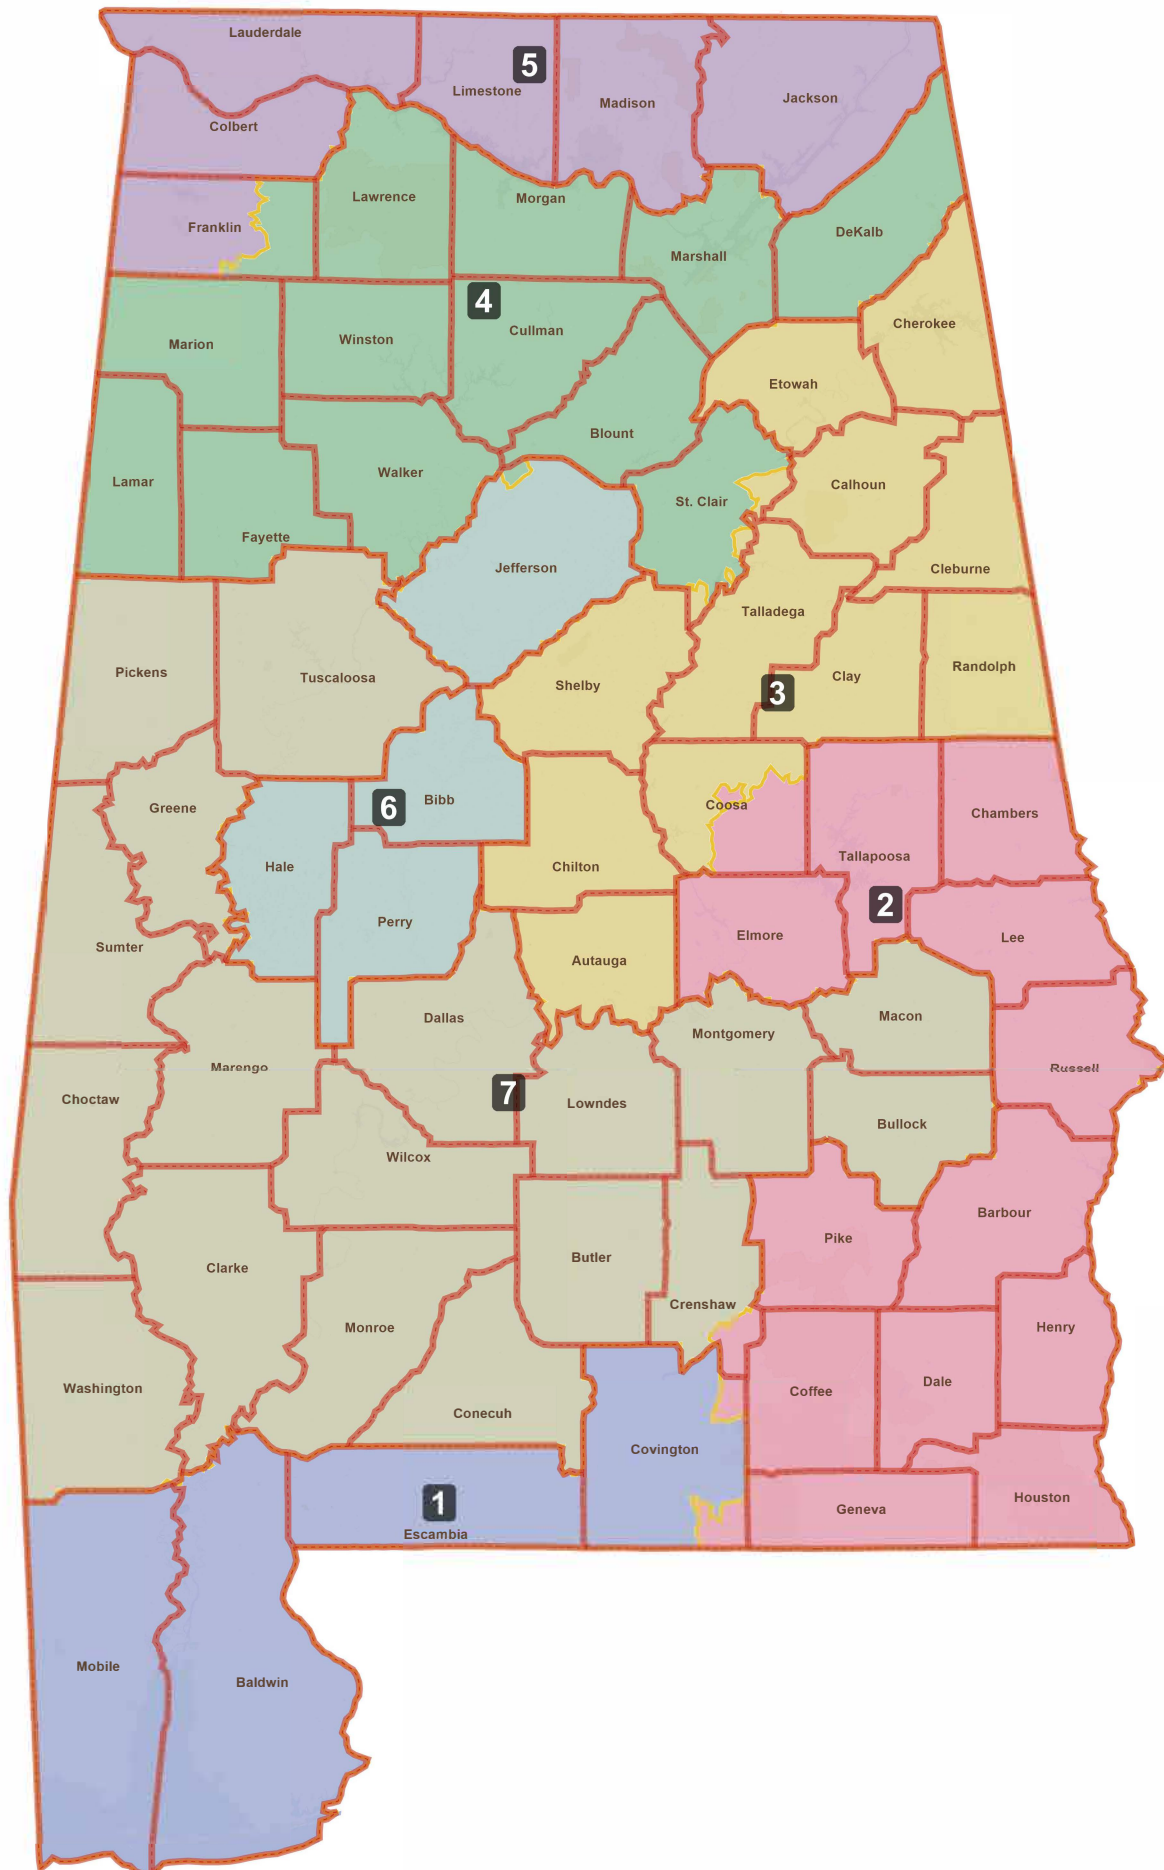 Lauderdale
5
Limestone
Madison
Jackson
Colbert
Lawrence
Morgan
Franklin
DeKalb
Marshall
4
Cullman
Cherokee
Marion
Winston
Etowah
Blount
Walker
Lamar
Calhoun
St. Clair
Fayette
Jefferson
Cleburne
Talladega
Randolph
Pickens
Tuscaloosa
Clay
Shelby
3
Bibb
6
Greene
Coosa
Chambers
Tallapoosa
Hale
Chilton
2
Perry
Elmore
Lee
Sumter
Autauga
Macon
Dallas
Montgomery
Marengo
Russell
7
Choctaw
Lowndes
Bullock
Wilcox
Barbour
Pike
Butler
Clarke
Crenshaw
Monroe
Henry
Dale
Washington
Coffee
Conecuh
Covington
1
Houston
Geneva
Escambia
Mobile
Baldwin